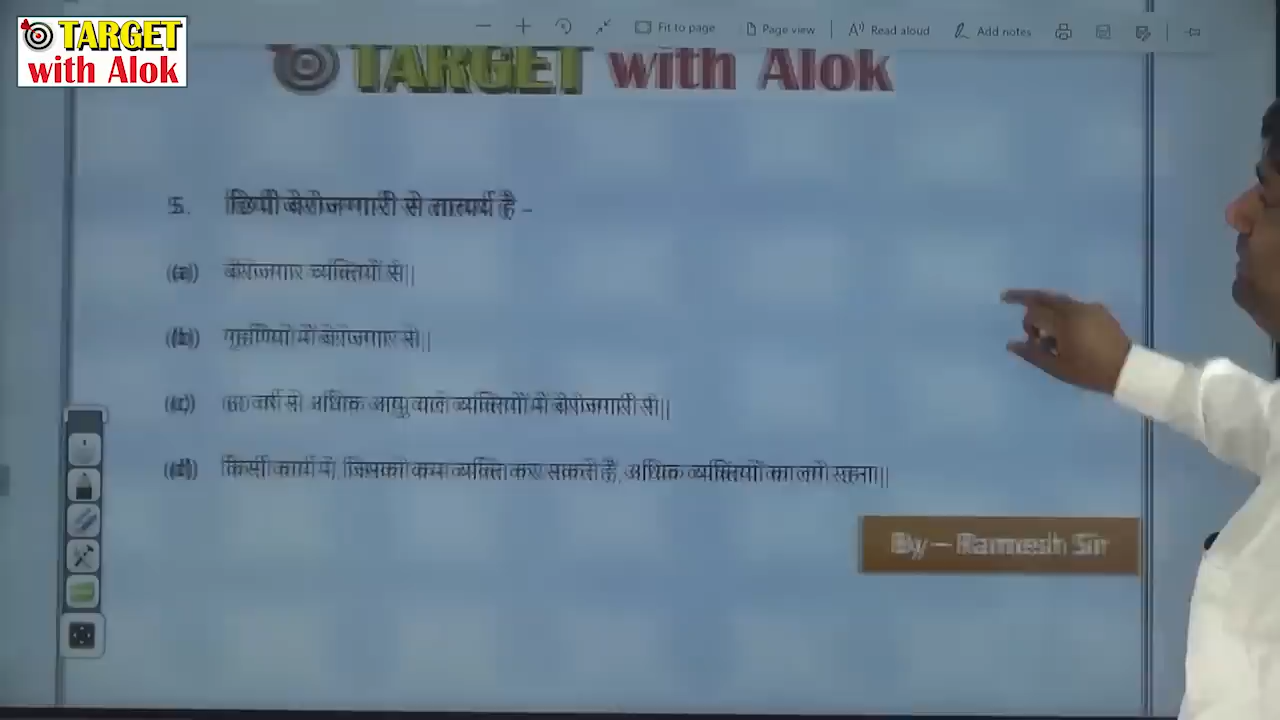 TARGET
with Alok
Fit to page
Page view
Read aloud
Add notes
TARGET with Alok
5. छिपी बेरोजगारी से तात्पर्य है -
(a) बेरोजगार व्यक्तियों से।
(b) गृहणियों में बेरोजगार से।
(c) 60 वर्ष से अधिक आयु वाले व्यक्तियों में बेरोजगारी से।
(d) किसी कार्य में, जिसको कम व्यक्ति कर सकते है, अधिक व्यक्तियों का लगे रहना।
By – Ramesh Sir